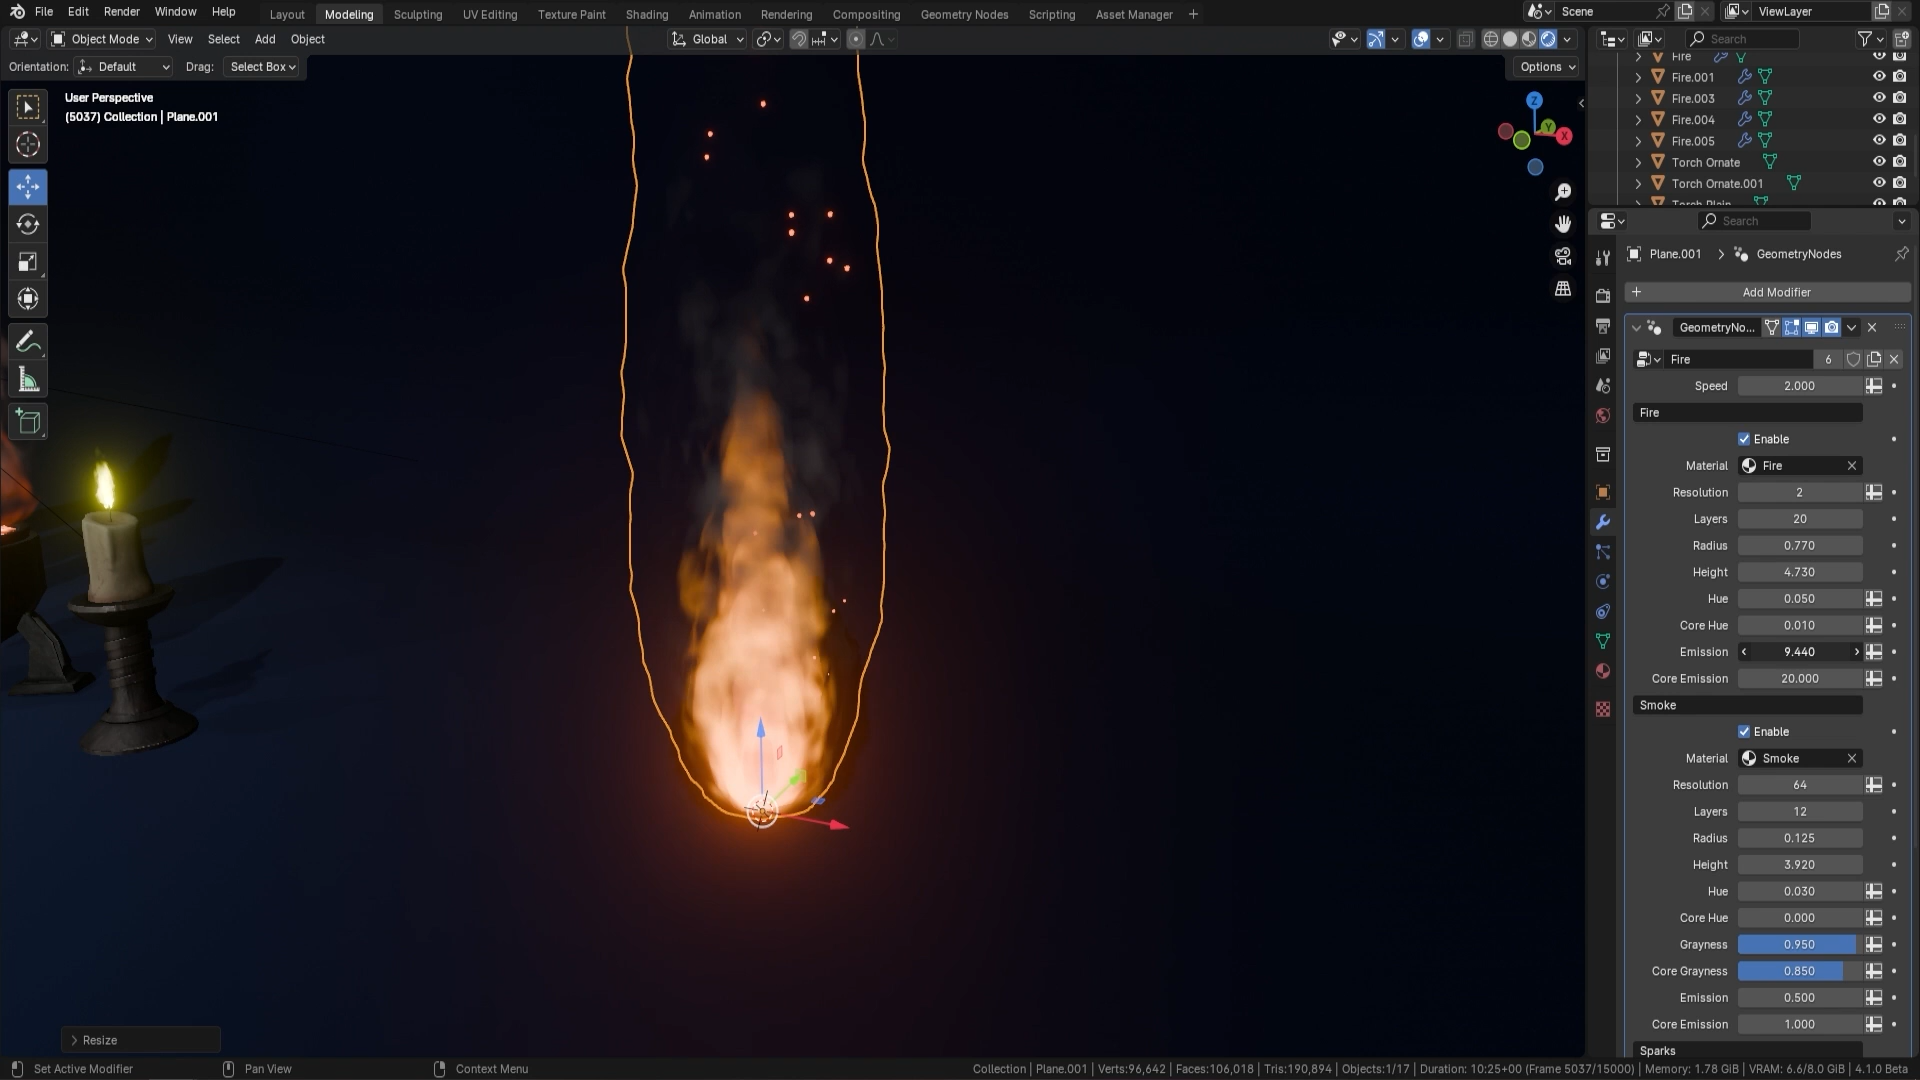 File Edit Render Window Help
Layout Modeling Sculpting UV Editing Texture Paint Shading Animation Rendering Compositing Geometry Nodes Scripting Asset Manager +
Scene
ViewLayer
Object Mode View Select Add Object
Global
Search
Orientation: Default Drag: Select Box
Options
User Perspective
(5037) Collection | Plane.001
Z
Y
X
Fire
Fire.001
Fire.003
Fire.004
Fire.005
Torch Ornate
Torch Ornate.001
Torch Plain
Search
Plane.001 > GeometryNodes
+ Add Modifier
GeometryNo...
Fire 6
Speed 2.000
Fire
Enable
Material Fire
Resolution 2
Layers 20
Radius 0.770
Height 4.730
Hue 0.050
Core Hue 0.010
Emission 9.440
Core Emission 20.000
Smoke
Enable
Material Smoke
Resolution 64
Layers 12
Radius 0.125
Height 3.920
Hue 0.030
Core Hue 0.000
Grayness 0.950
Core Grayness 0.850
Emission 0.500
Core Emission 1.000
Sparks
Resize
Set Active Modifier Pan View Context Menu
Collection | Plane.001 | Verts:96,642 | Faces:106,018 | Tris:190,894 | Objects:1/17 | Duration: 10:25+00 (Frame 5037/15000) | Memory: 1.78 GiB | VRAM: 6.6/8.0 GiB | 4.1.0 Beta